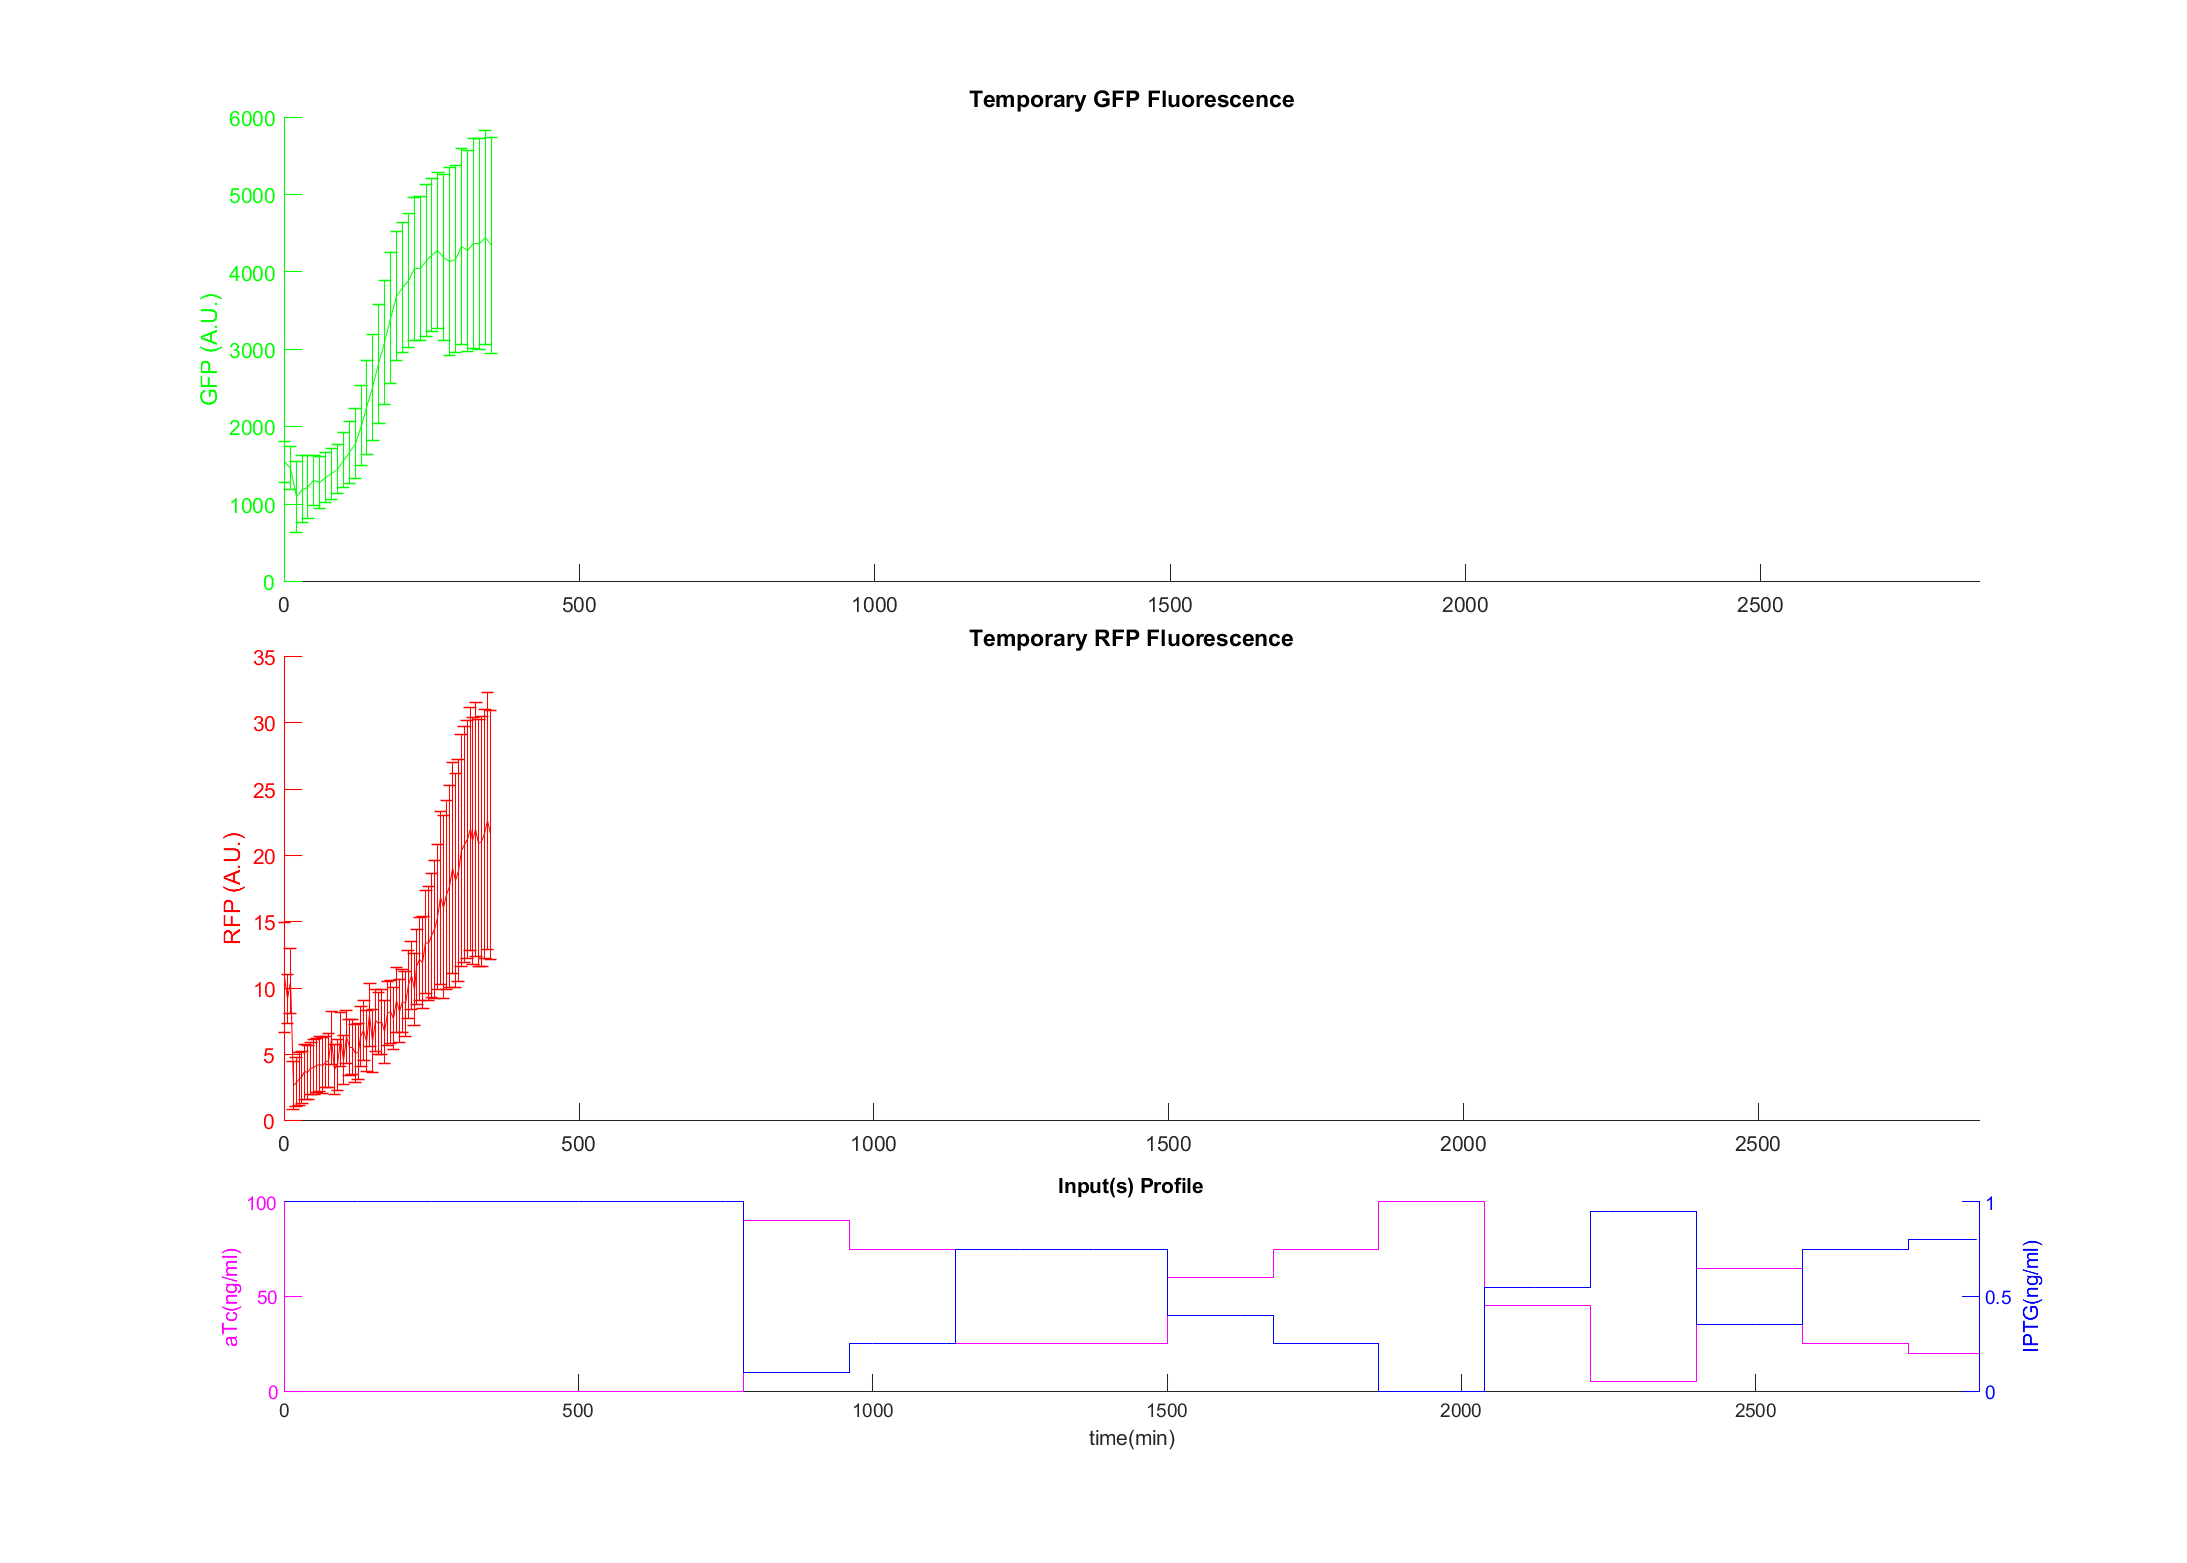 Temporary GFP Fluorescence
6000
5000
4000
3000
2000
1000
0
GFP (A.U.)
0 500 1000 1500 2000 2500
Temporary RFP Fluorescence
35
30
25
20
15
10
5
0
RFP (A.U.)
0 500 1000 1500 2000 2500
Input(s) Profile
100
50
0
aTc(ng/ml)
1
0.5
0
IPTG(ng/ml)
0 500 1000 1500 2000 2500
time(min)